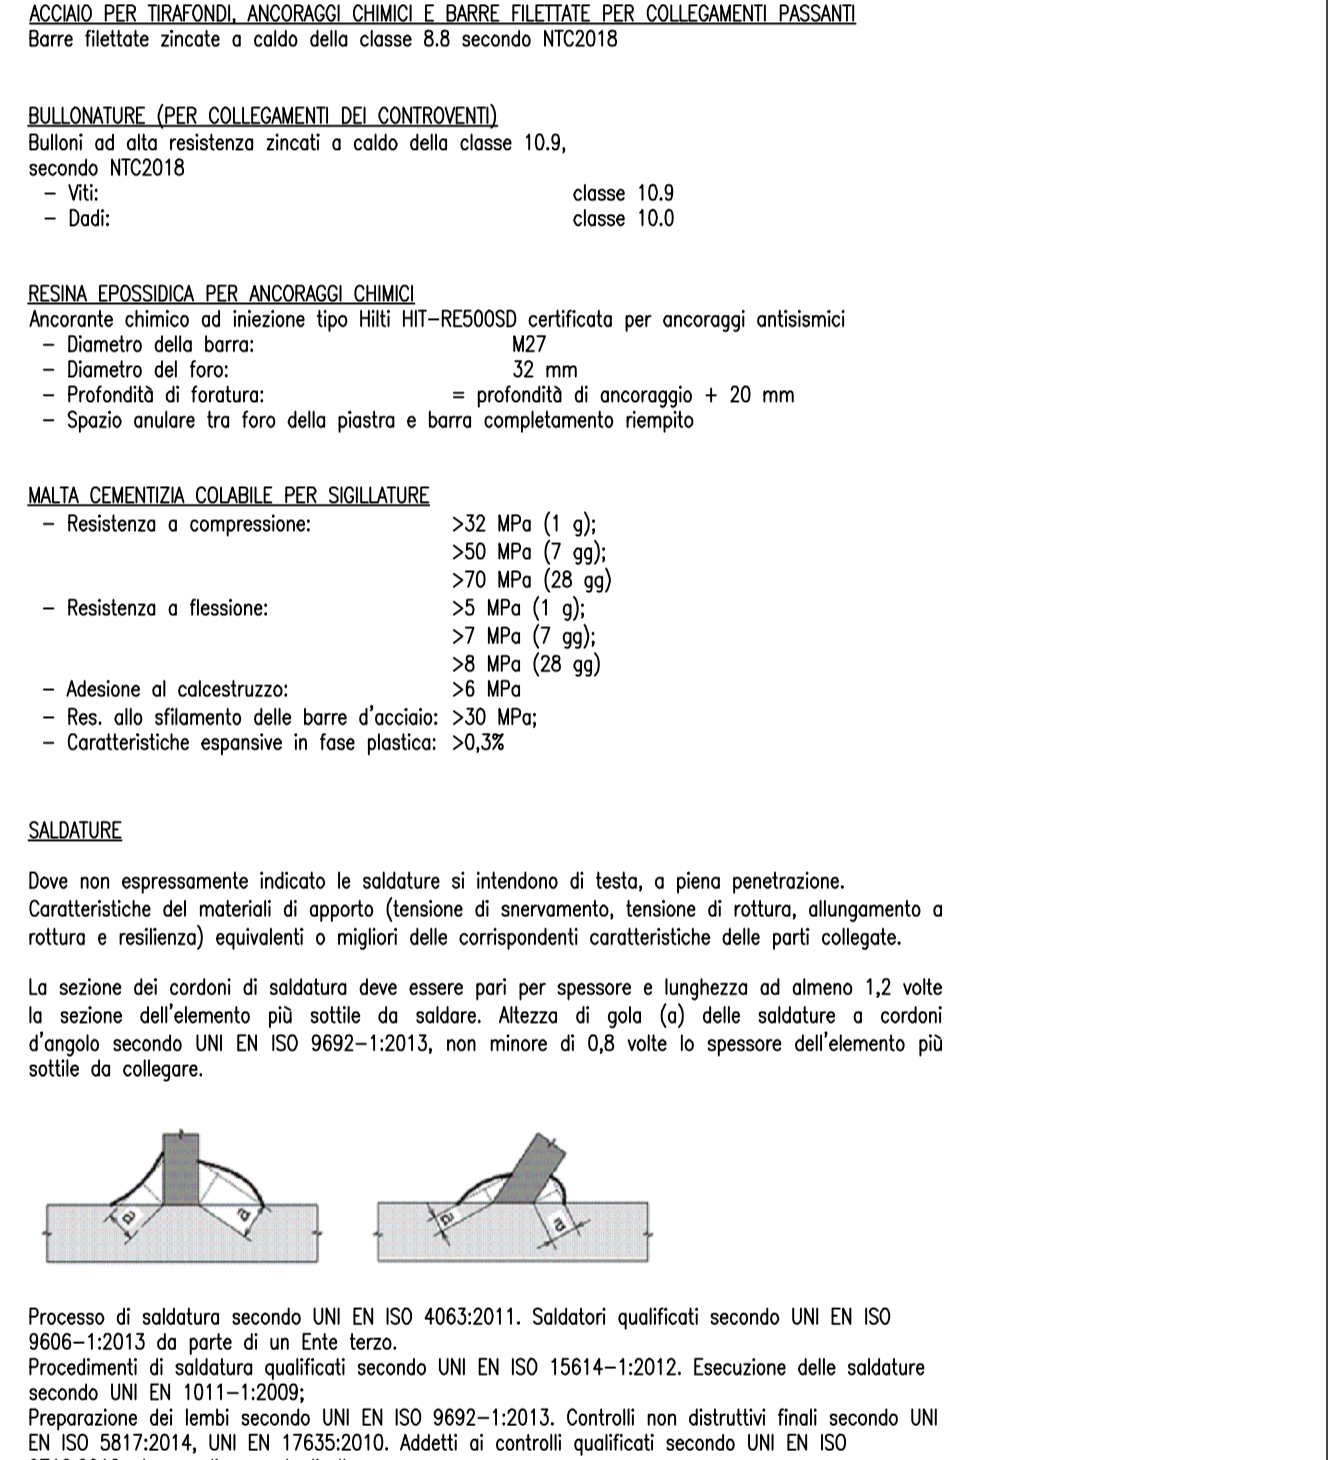 ACCIAIO PER TIRAFONDI, ANCORAGGI CHIMICI E BARRE FILETTATE PER COLLEGAMENTI PASSANTI
Barre filettate zincate a caldo della classe 8.8 secondo NTC2018
BULLONATURE (PER COLLEGAMENTI DEI CONTROVENTI)
Bulloni ad alta resistenza zincati a caldo della classe 10.9,
secondo NTC2018
– Viti: classe 10.9
– Dadi: classe 10.0
RESINA EPOSSIDICA PER ANCORAGGI CHIMICI
Ancorante chimico ad iniezione tipo Hilti HIT–RE500SD certificata per ancoraggi antisismici
– Diametro della barra: M27
– Diametro del foro: 32 mm
– Profondità di foratura: = profondità di ancoraggio + 20 mm
– Spazio anulare tra foro della piastra e barra completamento riempito
MALTA CEMENTIZIA COLABILE PER SIGILLATURE
– Resistenza a compressione: >32 MPa (1 g);
>50 MPa (7 gg);
>70 MPa (28 gg)
– Resistenza a flessione: >5 MPa (1 g);
>7 MPa (7 gg);
>8 MPa (28 gg)
– Adesione al calcestruzzo: >6 MPa
– Res. allo sfilamento delle barre d'acciaio: >30 MPa;
– Caratteristiche espansive in fase plastica: >0,3%
SALDATURE
Dove non espressamente indicato le saldature si intendono di testa, a piena penetrazione.
Caratteristiche del materiali di apporto (tensione di snervamento, tensione di rottura, allungamento a
rottura e resilienza) equivalenti o migliori delle corrispondenti caratteristiche delle parti collegate.
La sezione dei cordoni di saldatura deve essere pari per spessore e lunghezza ad almeno 1,2 volte
la sezione dell'elemento più sottile da saldare. Altezza di gola (a) delle saldature a cordoni
d'angolo secondo UNI EN ISO 9692–1:2013, non minore di 0,8 volte lo spessore dell'elemento più
sottile da collegare.
a a a a
Processo di saldatura secondo UNI EN ISO 4063:2011. Saldatori qualificati secondo UNI EN ISO
9606–1:2013 da parte di un Ente terzo.
Procedimenti di saldatura qualificati secondo UNI EN ISO 15614–1:2012. Esecuzione delle saldature
secondo UNI EN 1011–1:2009;
Preparazione dei lembi secondo UNI EN ISO 9692–1:2013. Controlli non distruttivi finali secondo UNI
EN ISO 5817:2014, UNI EN 17635:2010. Addetti ai controlli qualificati secondo UNI EN ISO